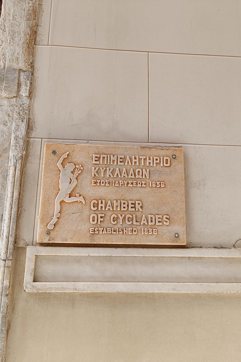 ΕΠΙΜΕΛΗΤΗΡΙΟ
ΚΥΚΛΑΔΩΝ
ΕΤΟΣ ΙΔΡΥΣΕΩΣ 1836
CHAMBER
OF CYCLADES
ESTABLISHED 1836